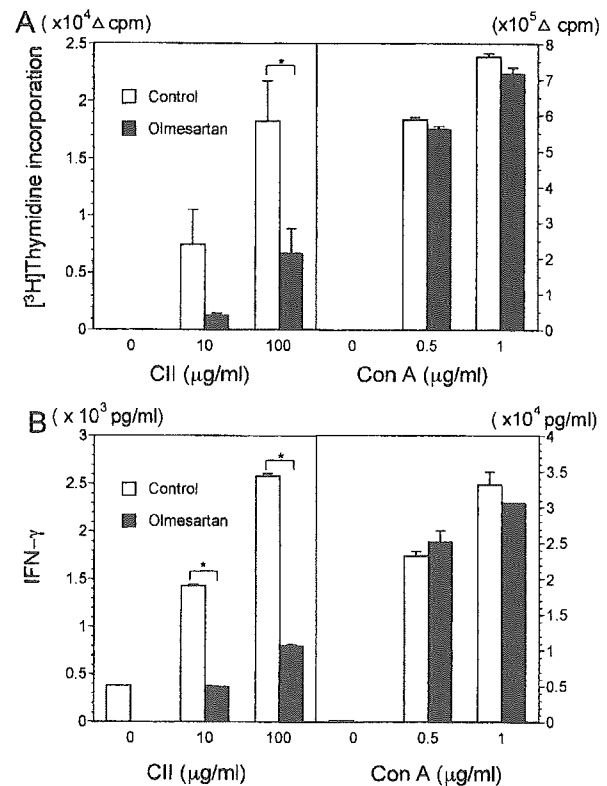 A (x10⁴Δ cpm) (x10⁵Δ cpm)
[³H]Thymidine incorporation
2.5 8
Control
Olmesartan
*
2 7
6
1.5 5
4
1 3
0.5 2
1
0 0
0 10 100 0 0.5 1
CII (μg/ml) Con A (μg/ml)
B ( x 10³ pg/ml) ( x10⁴ pg/ml)
IFN-γ
3 4
Control
Olmesartan
*
*
2.5 3.5
3
2 2.5
1.5 2
1 1.5
1
0.5 0.5
0 0
0 10 100 0 0.5 1
CII (μg/ml) Con A (μg/ml)